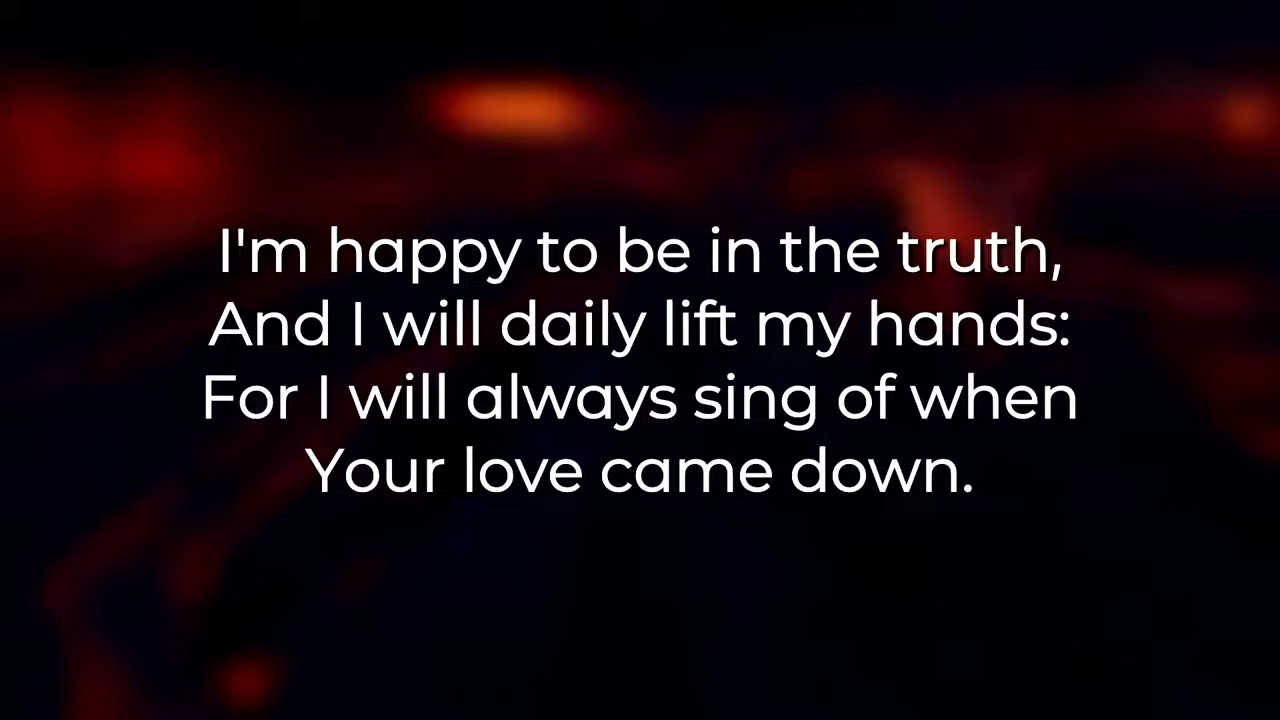 I'm happy to be in the truth,
And I will daily lift my hands:
For I will always sing of when
Your love came down.